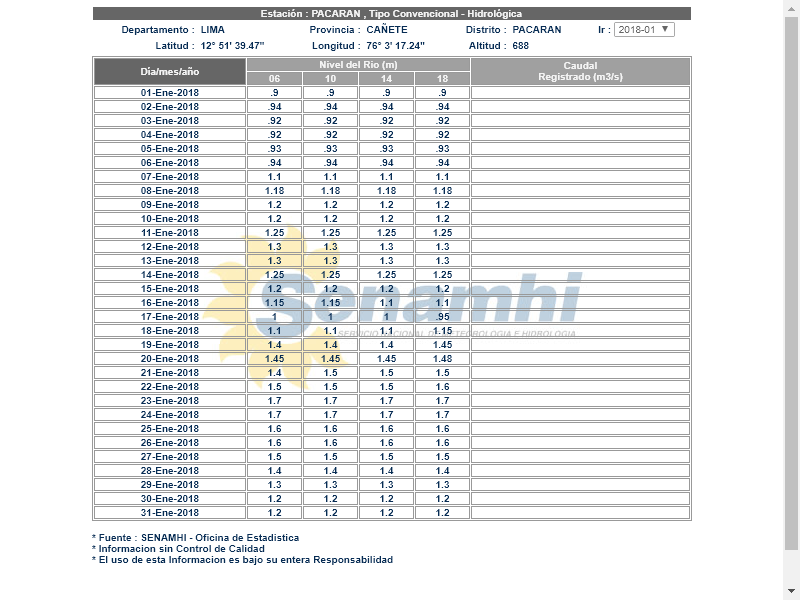 Estación : PACARAN , Tipo Convencional - Hidrológica
Departamento : LIMA Provincia : CAÑETE Distrito : PACARAN Ir : 2018-01
Latitud : 12° 51' 39.47" Longitud : 76° 3' 17.24" Altitud : 688
Día/mes/año Nivel del Río (m) Caudal Registrado (m3/s)
06 10 14 18
01-Ene-2018 .9 .9 .9 .9
02-Ene-2018 .94 .94 .94 .94
03-Ene-2018 .92 .92 .92 .92
04-Ene-2018 .92 .92 .92 .92
05-Ene-2018 .93 .93 .93 .93
06-Ene-2018 .94 .94 .94 .94
07-Ene-2018 1.1 1.1 1.1 1.1
08-Ene-2018 1.18 1.18 1.18 1.18
09-Ene-2018 1.2 1.2 1.2 1.2
10-Ene-2018 1.2 1.2 1.2 1.2
11-Ene-2018 1.25 1.25 1.25 1.25
12-Ene-2018 1.3 1.3 1.3 1.3
13-Ene-2018 1.3 1.3 1.3 1.3
14-Ene-2018 1.25 1.25 1.25 1.25
15-Ene-2018 1.2 1.2 1.2 1.2
16-Ene-2018 1.15 1.15 1.1 1.1
17-Ene-2018 1 1 1 .95
18-Ene-2018 1.1 1.1 1.1 1.15
19-Ene-2018 1.4 1.4 1.4 1.45
20-Ene-2018 1.45 1.45 1.45 1.48
21-Ene-2018 1.4 1.5 1.5 1.5
22-Ene-2018 1.5 1.5 1.5 1.6
23-Ene-2018 1.7 1.7 1.7 1.7
24-Ene-2018 1.7 1.7 1.7 1.7
25-Ene-2018 1.6 1.6 1.6 1.6
26-Ene-2018 1.6 1.6 1.6 1.6
27-Ene-2018 1.5 1.5 1.5 1.5
28-Ene-2018 1.4 1.4 1.4 1.4
29-Ene-2018 1.3 1.3 1.3 1.3
30-Ene-2018 1.2 1.2 1.2 1.2
31-Ene-2018 1.2 1.2 1.2 1.2
Senamhi
SERVICIO NACIONAL DE METEOROLOGIA E HIDROLOGIA
* Fuente : SENAMHI - Oficina de Estadistica
* Informacion sin Control de Calidad
* El uso de esta Informacion es bajo su entera Responsabilidad